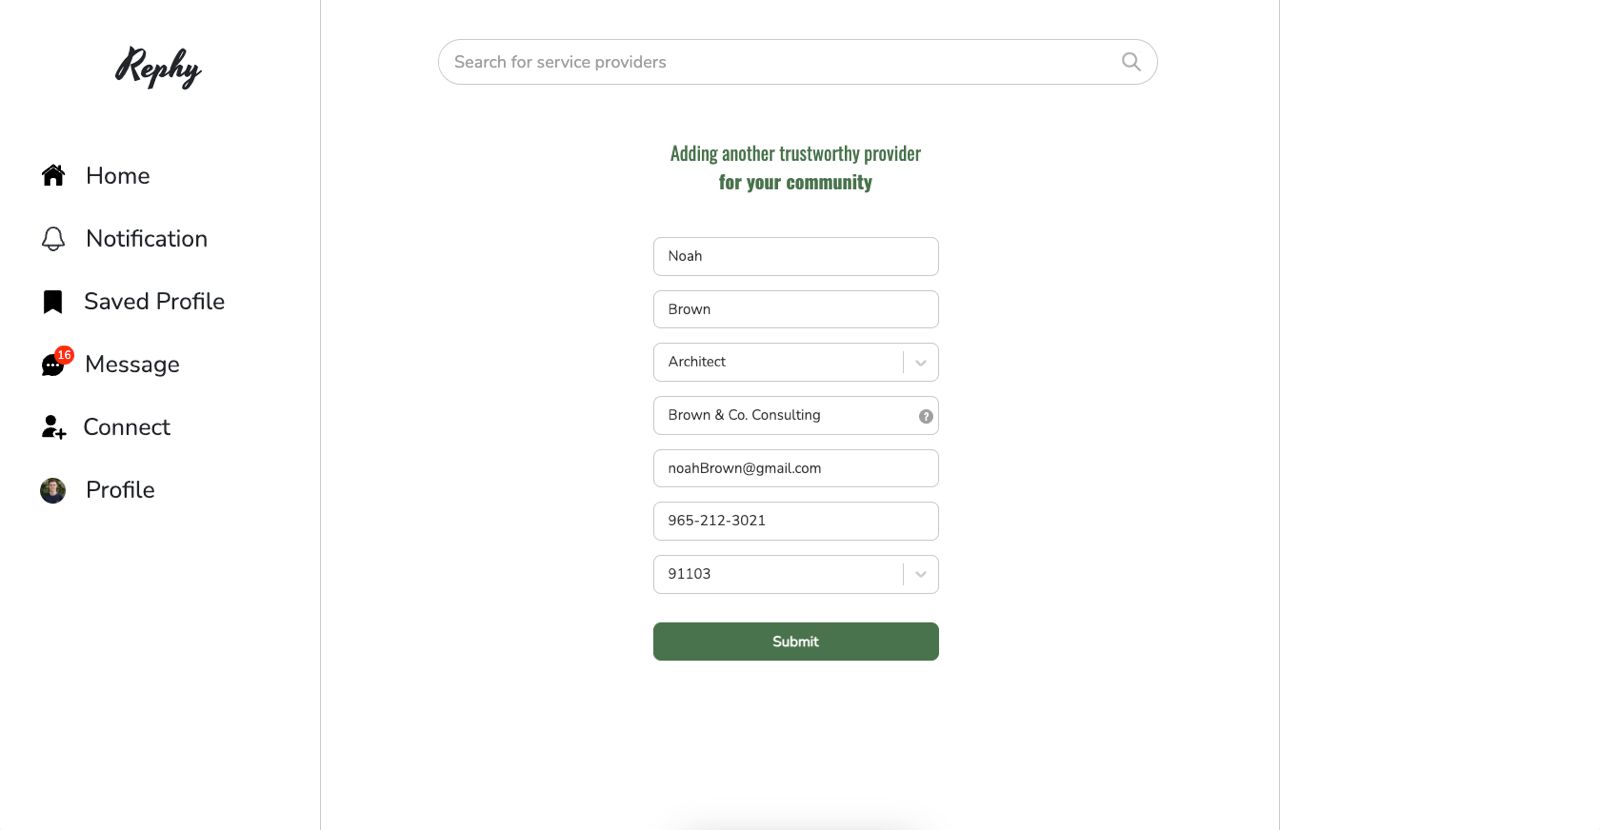 Rephy
Home
Notification
Saved Profile
16
Message
Connect
Profile
Search for service providers
Adding another trustworthy provider
for your community
Noah
Brown
Architect
Brown & Co. Consulting
?
noahBrown@gmail.com
965-212-3021
91103
Submit